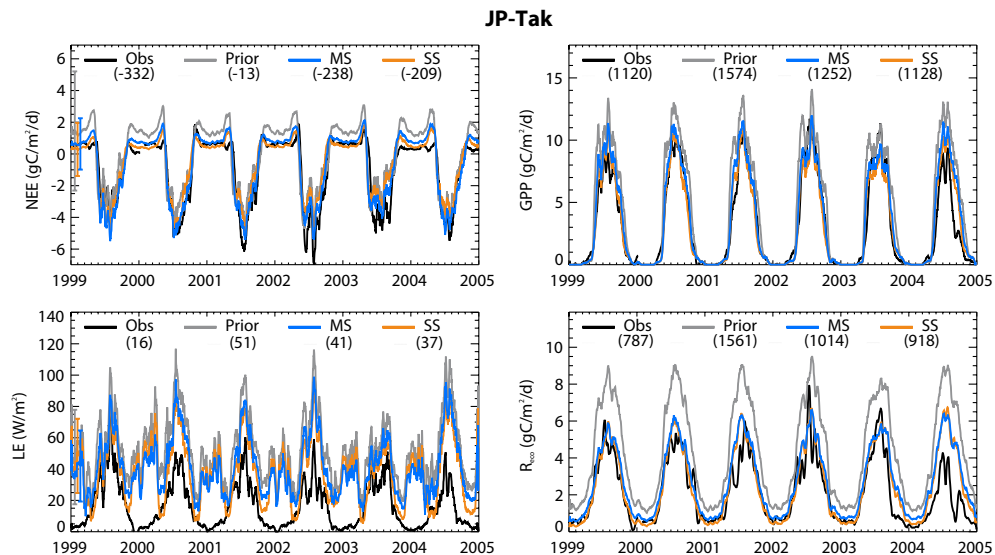 JP-Tak
Obs Prior MS SS
(-332) (-13) (-238) (-209)
NEE (gC/m²/d)
6
4
2
0
-2
4
6
1999 2000 2001 2002 2003 2004 2005
Obs Prior MS SS
(1120) (1574) (1252) (1128)
GPP (gC/m²/d)
15
10
5
0
1999 2000 2001 2002 2003 2004 2005
Obs Prior MS SS
(16) (51) (41) (37)
LE (W/m²)
140
120
100
80
60
40
20
0
1999 2000 2001 2002 2003 2004 2005
Obs Prior MS SS
(787) (1561) (1014) (918)
Reco (gC/m²/d)
10
8
6
4
2
0
1999 2000 2001 2002 2003 2004 2005